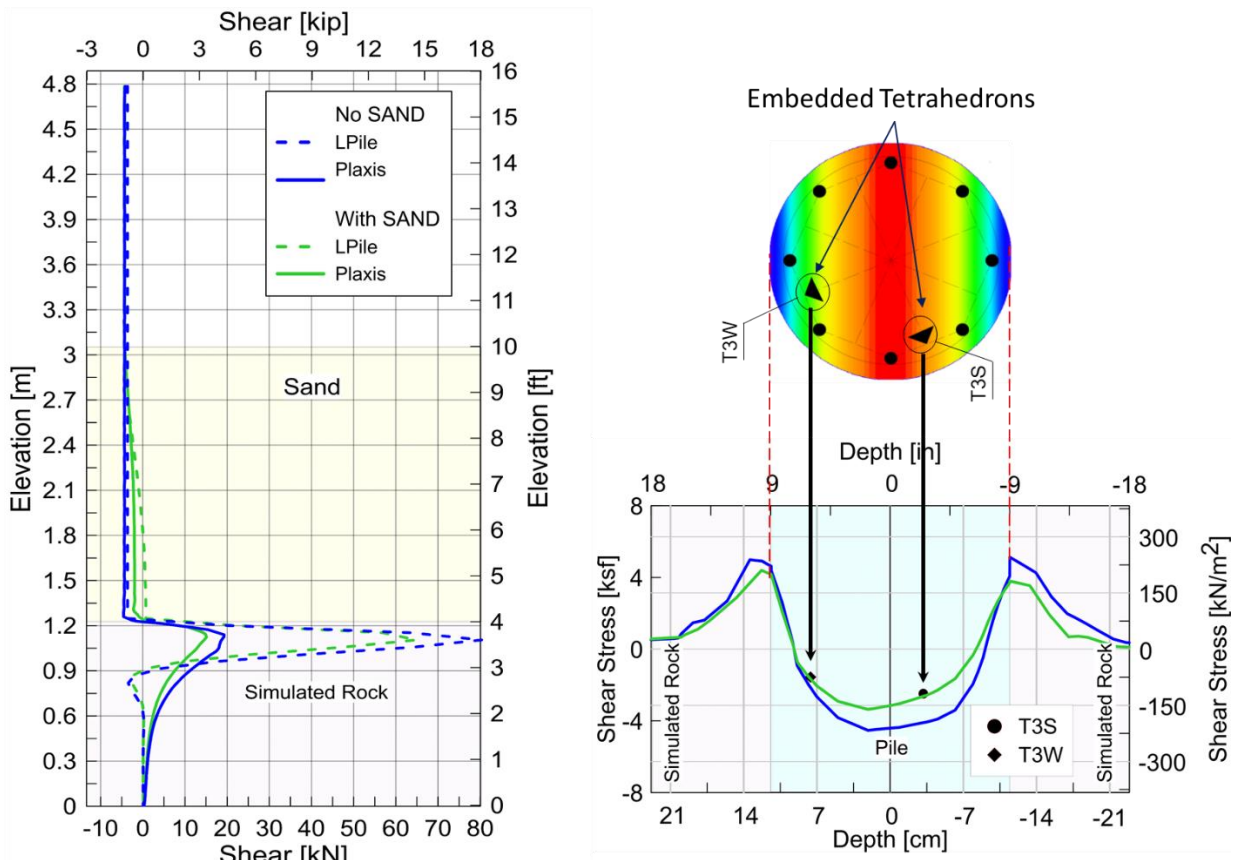 Shear [kip]
-3 0 3 6 9 12 15 18
4.8
4.5
4.2
3.9
3.6
3.3
3
2.7
2.4
2.1
1.8
1.5
1.2
0.9
0.6
0.3
0
Elevation [m]
16
15
14
13
12
11
10
9
8
7
6
5
4
3
2
1
0
Elevation [ft]
No SAND
LPile
Plaxis
With SAND
LPile
Plaxis
Sand
Simulated Rock
-10 0 10 20 30 40 50 60 70 80
Shear [kN]
Embedded Tetrahedrons
T3W
T3S
Depth [in]
18 9 0 -9 -18
8
4
0
-4
-8
Shear Stress [ksf]
300
150
0
-150
-300
Shear Stress [kN/m²]
Simulated Rock
Pile
Simulated Rock
T3S
T3W
21 14 7 0 -7 -14 -21
Depth [cm]